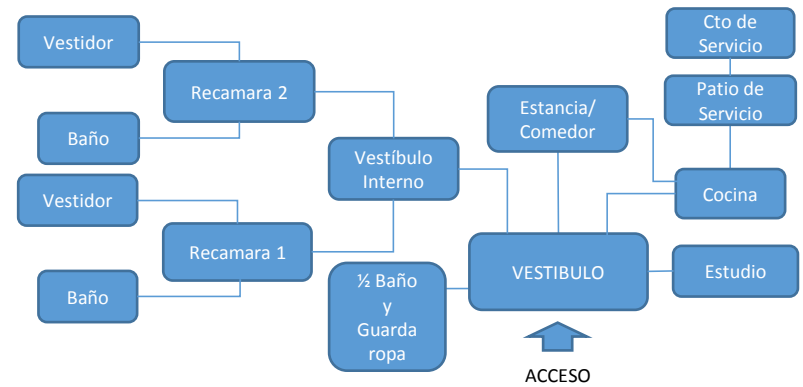 Vestidor
Recamara 2
Baño
Vestidor
Recamara 1
Baño
Vestíbulo
Interno
½ Baño
y
Guarda
ropa
Estancia/
Comedor
VESTIBULO
ACCESO
Cto de
Servicio
Patio de
Servicio
Cocina
Estudio